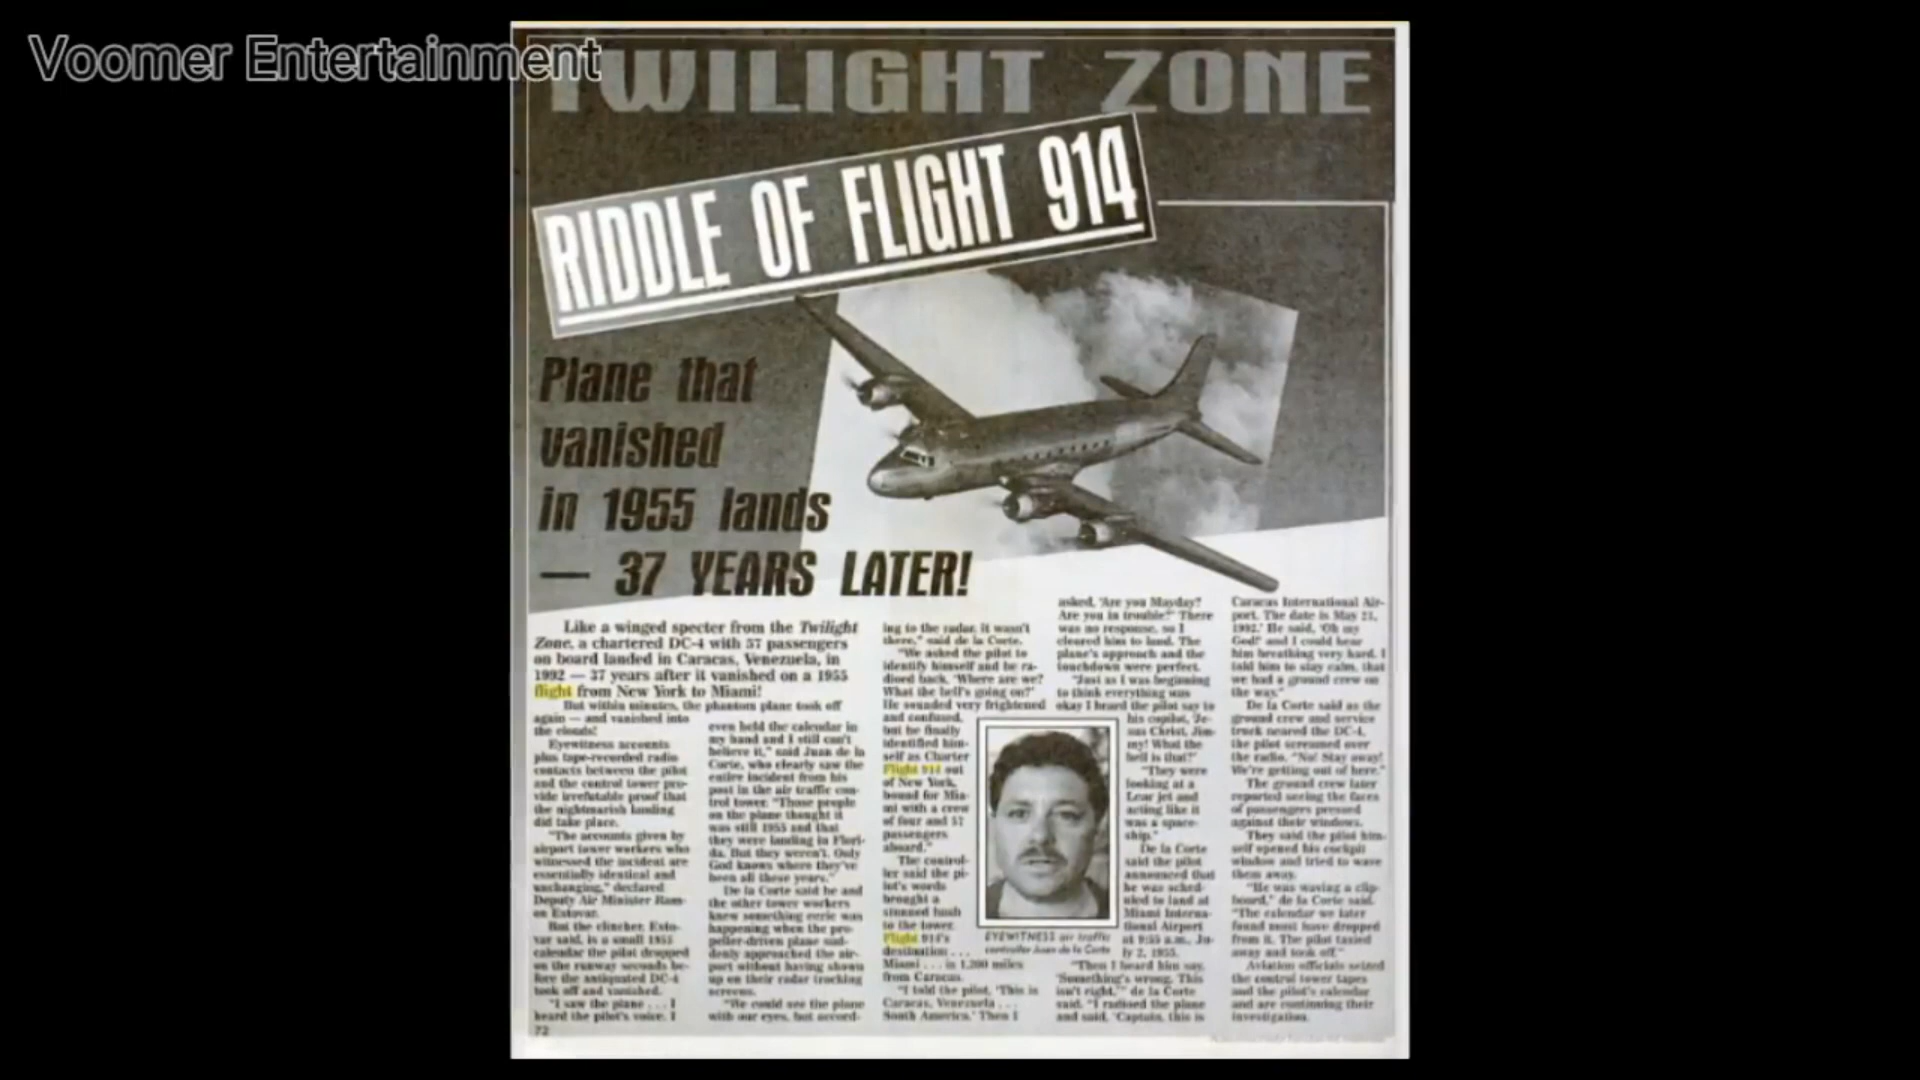 Voomer Entertainment
TWILIGHT ZONE
RIDDLE OF FLIGHT 914
Plane that
vanished
in 1955 lands
— 37 YEARS LATER!
Like a winged specter from the Twilight
Zone, a chartered DC-4 with 57 passengers
on board landed in Caracas, Venezuela, in
1992 — 37 years after it vanished on a 1955
flight from New York to Miami!
But within minutes, the phantom plane took off
again — and vanished into
the clouds!
Eyewitness accounts
plus tape-recorded radio
contacts between the pilot
and the control tower pro-
vide irrefutable proof that
the nightmarish landing
did take place.
"The accounts given by
airport tower workers who
witnessed the incident are
essentially identical and
unchanging," declared
Deputy Air Minister Ram-
on Estovar.
But the clincher, Esto-
var said, is a small 1955
calendar the pilot dropped
on the runway seconds be-
fore the antiquated DC-4
took off and vanished.
"I saw the plane . . . I
heard the pilot's voice. I
72
even held the calendar in
my hand and I still can't
believe it," said Juan de la
Corte, who clearly saw the
entire incident from his
post in the air traffic con-
trol tower. "Those people
on the plane thought it
was still 1955 and that
they were landing in Flori-
da. But they weren't. Only
God knows where they've
been all these years."
De la Corte said he and
the other tower workers
knew something eerie was
happening when the pro-
peller-driven plane sud-
denly approached the air-
port without having shown
up on their radar tracking
screens.
"We could see the plane
with our eyes, but accord-
ing to the radar, it wasn't
there," said de la Corte.
"We asked the pilot to
identify himself and he ra-
dioed back, 'Where are we?
What the hell's going on?'
He sounded very frightened
and confused,
but he finally
identified him-
self as Charter
Flight 914 out
of New York,
bound for Mia-
mi with a crew
of four and 57
passengers
aboard."
The control-
ler said the pi-
lot's words
brought a
stunned hush
to the tower.
Flight 914's
destination . . .
Miami . . . is 1,200 miles
from Caracas.
"I told the pilot, 'This is
Caracas, Venezuela . . .
South America.' Then I
EYEWITNESS air traffic
controller Juan de la Corte
asked, 'Are you Mayday?
Are you in trouble?' There
was no response, so I
cleared him to land. The
plane's approach and the
touchdown were perfect.
"Just as I was beginning
to think everything was
okay I heard the pilot say to
his copilot, 'Je-
sus Christ, Jim-
my! What the
hell is that?'
"They were
looking at a
Lear jet and
acting like it
was a space-
ship."
De la Corte
said the pilot
announced that
he was sched-
uled to land at
Miami Interna-
tional Airport
at 9:55 a.m., Ju-
ly 2, 1955.
"Then I heard him say,
'Something's wrong. This
isn't right,'" de la Corte
said. "I radioed the plane
and said, 'Captain, this is
Caracas International Air-
port. The date is May 21,
1992.' He said, 'Oh my
God!' and I could hear
him breathing very hard. I
told him to stay calm, that
we had a ground crew on
the way."
De la Corte said as the
ground crew and service
truck neared the DC-4,
the pilot screamed over
the radio, "No! Stay away!
We're getting out of here."
The ground crew later
reported seeing the faces
of passengers pressed
against their windows.
They said the pilot him-
self opened his cockpit
window and tried to wave
them away.
"He was waving a clip-
board," de la Corte said.
"The calendar we later
found must have dropped
from it. The pilot taxied
away and took off."
Aviation officials seized
the control tower tapes
and the pilot's calendar
and are continuing their
investigation.